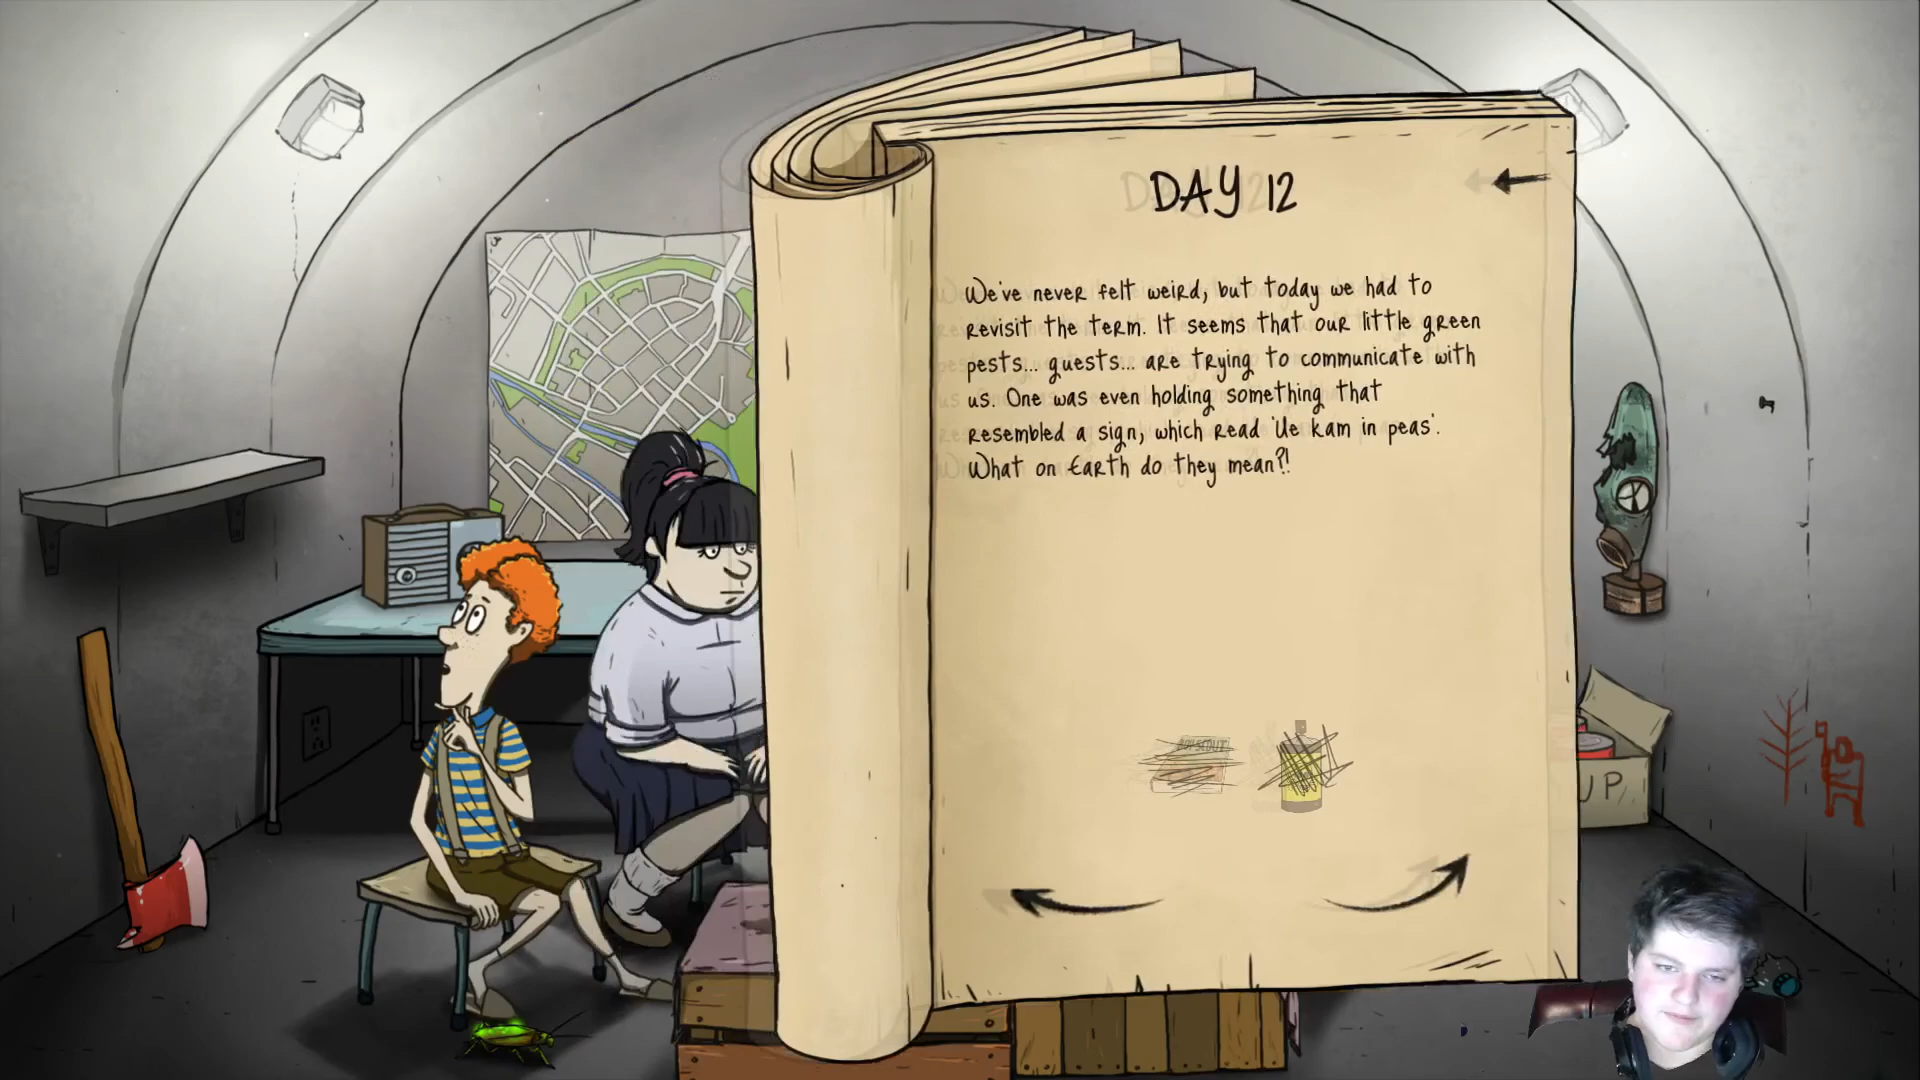 DAY 12
We've never felt weird, but today we had to
revisit the term. It seems that our little green
pests... guests... are trying to communicate with
us. One was even holding something that
resembled a sign, which read 'Ue kam in peas'.
What on Earth do they mean?!
UP